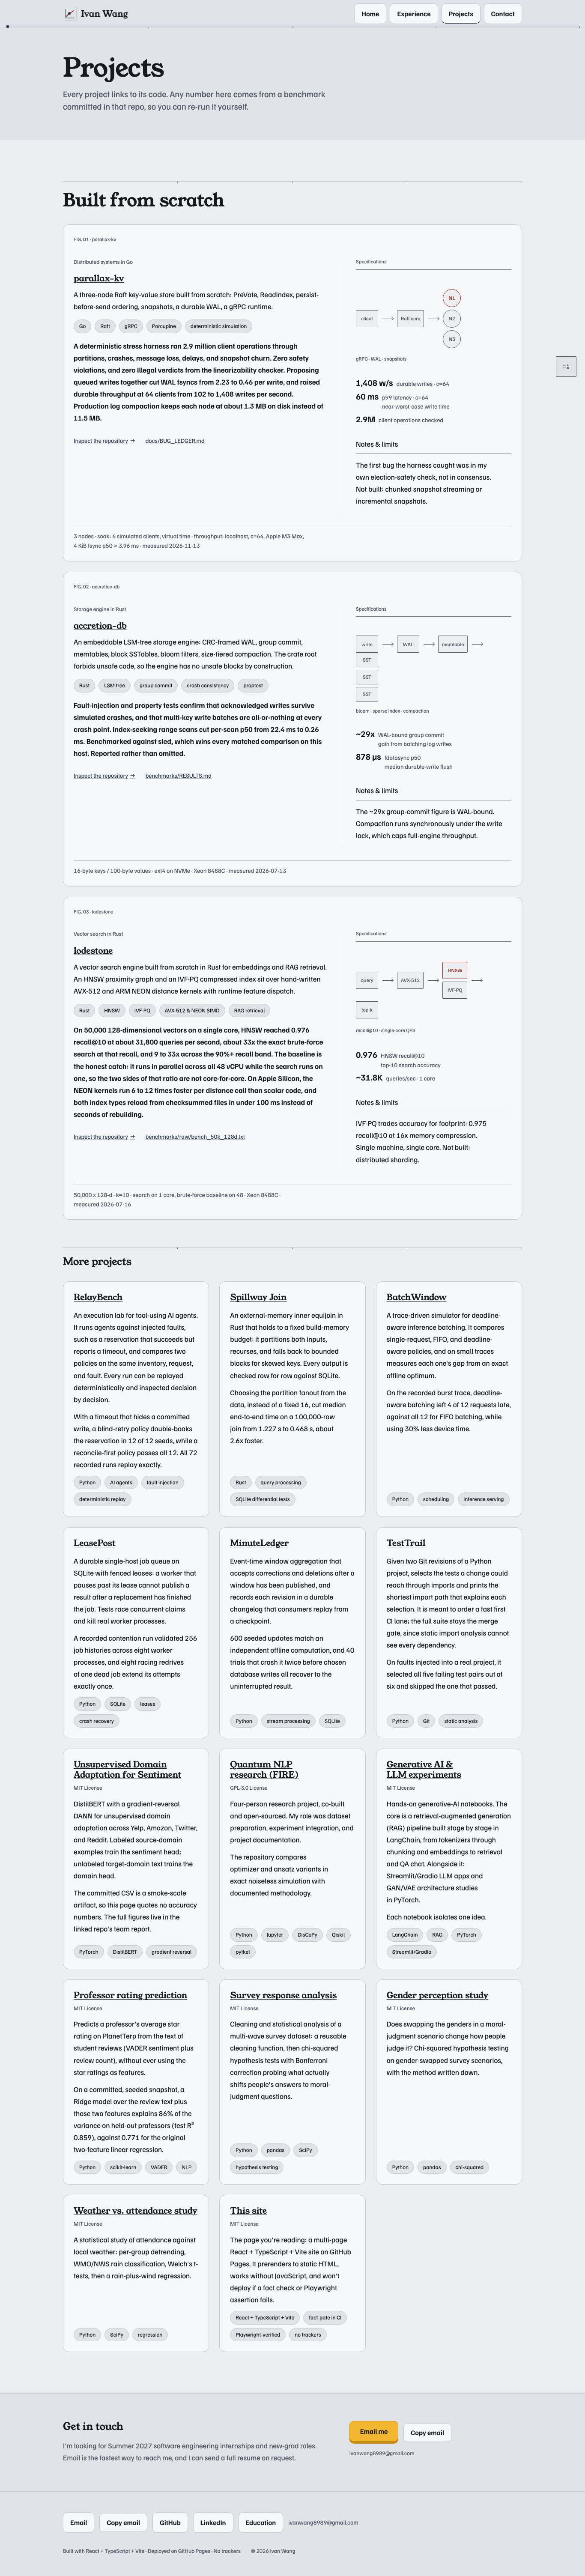 Ivan Wang
Home
Experience
Projects
Contact
Projects
Every project links to its code. Any number here comes from a benchmark
committed in that repo, so you can re-run it yourself.
Built from scratch
FIG. 01 · parallax-kv
Distributed systems in Go
parallax-kv
A three-node Raft key-value store built from scratch: PreVote, ReadIndex, persist-
before-send ordering, snapshots, a durable WAL, a gRPC runtime.
Go
Raft
gRPC
Porcupine
deterministic simulation
A deterministic stress harness ran 2.9 million client operations through
partitions, crashes, message loss, delays, and snapshot churn. Zero safety
violations, and zero illegal verdicts from the linearizability checker. Proposing
queued writes together cut WAL fsyncs from 2.23 to 0.46 per write, and raised
durable throughput at 64 clients from 102 to 1,408 writes per second.
Production log compaction keeps each node at about 1.3 MB on disk instead of
11.5 MB.
Inspect the repository →
docs/BUG_LEDGER.md
Specifications
client
Raft core
N1
N2
N3
gRPC · WAL · snapshots
1,408 w/s durable writes · c=64
60 ms p99 latency · c=64
near-worst-case write time
2.9M client operations checked
Notes & limits
The first bug the harness caught was in my
own election-safety check, not in consensus.
Not built: chunked snapshot streaming or
incremental snapshots.
3 nodes · soak: 6 simulated clients, virtual time · throughput: localhost, c=64, Apple M3 Max,
4 KiB fsync p50 ≈ 3.96 ms · measured 2026-11-13
FIG. 02 · accretion-db
Storage engine in Rust
accretion-db
An embeddable LSM-tree storage engine: CRC-framed WAL, group commit,
memtables, block SSTables, bloom filters, size-tiered compaction. The crate root
forbids unsafe code, so the engine has no unsafe blocks by construction.
Rust
LSM tree
group commit
crash consistency
proptest
Fault-injection and property tests confirm that acknowledged writes survive
simulated crashes, and that multi-key write batches are all-or-nothing at every
crash point. Index-seeking range scans cut per-scan p50 from 22.4 ms to 0.26
ms. Benchmarked against sled, which wins every matched comparison on this
host. Reported rather than omitted.
Inspect the repository →
benchmarks/RESULTS.md
Specifications
write
WAL
memtable
SST
SST
SST
bloom · sparse index · compaction
~29x WAL-bound group commit
gain from batching log writes
878 µs fdatasync p50
median durable-write flush
Notes & limits
The ~29x group-commit figure is WAL-bound.
Compaction runs synchronously under the write
lock, which caps full-engine throughput.
16-byte keys / 100-byte values · ext4 on NVMe · Xeon 8488C · measured 2026-07-13
FIG. 03 · lodestone
Vector search in Rust
lodestone
A vector search engine built from scratch in Rust for embeddings and RAG retrieval.
An HNSW proximity graph and an IVF-PQ compressed index sit over hand-written
AVX-512 and ARM NEON distance kernels with runtime feature dispatch.
Rust
HNSW
IVF-PQ
AVX-512 & NEON SIMD
RAG retrieval
On 50,000 128-dimensional vectors on a single core, HNSW reached 0.976
recall@10 at about 31,800 queries per second, about 33x the exact brute-force
search at that recall, and 9 to 33x across the 90%+ recall band. The baseline is
the honest catch: it runs in parallel across all 48 vCPU while the search runs on
one, so the two sides of that ratio are not core-for-core. On Apple Silicon, the
NEON kernels run 6 to 12 times faster per distance call than scalar code, and
both index types reload from checksummed files in under 100 ms instead of
seconds of rebuilding.
Inspect the repository →
benchmarks/raw/bench_50k_128d.txt
Specifications
query
AVX-512
HNSW
IVF-PQ
top k
recall@10 · single core QPS
0.976 HNSW recall@10
top-10 search accuracy
~31.8K queries/sec · 1 core
Notes & limits
IVF-PQ trades accuracy for footprint: 0.975
recall@10 at 16x memory compression.
Single machine, single core. Not built:
distributed sharding.
50,000 x 128-d · k=10 · search on 1 core, brute-force baseline on 48 · Xeon 8488C ·
measured 2026-07-16
More projects
RelayBench
An execution lab for tool-using AI agents.
It runs agents against injected faults,
such as a reservation that succeeds but
reports a timeout, and compares two
policies on the same inventory, request,
and fault. Every run can be replayed
deterministically and inspected decision
by decision.
With a timeout that hides a committed
write, a blind-retry policy double-books
the reservation in 12 of 12 seeds, while a
reconcile-first policy passes all 12. All 72
recorded runs replay exactly.
Python
AI agents
fault injection
deterministic replay
Spillway Join
An external-memory inner equijoin in
Rust that holds to a fixed build-memory
budget: it partitions both inputs,
recurses, and falls back to bounded
blocks for skewed keys. Every output is
checked row for row against SQLite.
Choosing the partition fanout from the
data, instead of a fixed 16, cut median
end-to-end time on a 100,000-row
join from 1.227 s to 0.468 s, about
2.6x faster.
Rust
query processing
SQLite differential tests
BatchWindow
A trace-driven simulator for deadline-
aware inference batching. It compares
single-request, FIFO, and deadline-
aware policies, and on small traces
measures each one's gap from an exact
offline optimum.
On the recorded burst trace, deadline-
aware batching left 4 of 12 requests late,
against all 12 for FIFO batching, while
using 30% less device time.
Python
scheduling
inference serving
LeasePost
A durable single-host job queue on
SQLite with fenced leases: a worker that
pauses past its lease cannot publish a
result after a replacement has finished
the job. Tests race concurrent claims
and kill real worker processes.
A recorded contention run validated 256
job histories across eight worker
processes, and eight racing redrives
of one dead job extend its attempts
exactly once.
Python
SQLite
leases
crash recovery
MinuteLedger
Event-time window aggregation that
accepts corrections and deletions after a
window has been published, and
records each revision in a durable
changelog that consumers replay from
a checkpoint.
600 seeded updates match an
independent offline computation, and 40
trials that crash it twice before chosen
database writes all recover to the
uninterrupted result.
Python
stream processing
SQLite
TestTrail
Given two Git revisions of a Python
project, selects the tests a change could
reach through imports and prints the
shortest import path that explains each
selection. It is meant to order a fast first
CI lane; the full suite stays the merge
gate, since static import analysis cannot
see every dependency.
On faults injected into a real project, it
selected all five failing test pairs out of
six and skipped the one that passed.
Python
Git
static analysis
Unsupervised Domain
Adaptation for Sentiment
MIT License
DistilBERT with a gradient-reversal
DANN for unsupervised domain
adaptation across Yelp, Amazon, Twitter,
and Reddit. Labeled source-domain
examples train the sentiment head;
unlabeled target-domain text trains the
domain head.
The committed CSV is a smoke-scale
artifact, so this page quotes no accuracy
numbers. The full figures live in the
linked repo's team report.
PyTorch
DistilBERT
gradient reversal
Quantum NLP
research (FIRE)
GPL-3.0 License
Four-person research project, co-built
and open-sourced. My role was dataset
preparation, experiment integration, and
project documentation.
The repository compares
optimizer and ansatz variants in
exact noiseless simulation with
documented methodology.
Python
Jupyter
DisCoPy
Qiskit
pytket
Generative AI &
LLM experiments
MIT License
Hands-on generative-AI notebooks. The
core is a retrieval-augmented generation
(RAG) pipeline built stage by stage in
LangChain, from tokenizers through
chunking and embeddings to retrieval
and QA chat. Alongside it:
Streamlit/Gradio LLM apps and
GAN/VAE architecture studies
in PyTorch.
Each notebook isolates one idea.
LangChain
RAG
PyTorch
Streamlit/Gradio
Professor rating prediction
MIT License
Predicts a professor's average star
rating on PlanetTerp from the text of
student reviews (VADER sentiment plus
review count), without ever using the
star ratings as features.
On a committed, seeded snapshot, a
Ridge model over the review text plus
those two features explains 86% of the
variance on held-out professors (test R²
0.859), against 0.771 for the original
two-feature linear regression.
Python
scikit-learn
VADER
NLP
Survey response analysis
MIT License
Cleaning and statistical analysis of a
multi-wave survey dataset: a reusable
cleaning function, then chi-squared
hypothesis tests with Bonferroni
correction probing what actually
shifts people's answers to moral-
judgment questions.
Python
pandas
SciPy
hypothesis testing
Gender perception study
MIT License
Does swapping the genders in a moral-
judgment scenario change how people
judge it? Chi-squared hypothesis testing
on gender-swapped survey scenarios,
with the method written down.
Python
pandas
chi-squared
Weather vs. attendance study
MIT License
A statistical study of attendance against
local weather: per-group detrending,
WMO/NWS rain classification, Welch's t-
tests, then a rain-plus-wind regression.
Python
SciPy
regression
This site
MIT License
The page you're reading: a multi-page
React + TypeScript + Vite site on GitHub
Pages. It prerenders to static HTML,
works without JavaScript, and won't
deploy if a fact check or Playwright
assertion fails.
React + TypeScript + Vite
fact-gate in CI
Playwright-verified
no trackers
Get in touch
I'm looking for Summer 2027 software engineering internships and new-grad roles.
Email is the fastest way to reach me, and I can send a full resume on request.
Email me
Copy email
ivanwang8989@gmail.com
Email
Copy email
GitHub
LinkedIn
Education
ivanwang8989@gmail.com
Built with React + TypeScript + Vite · Deployed on GitHub Pages · No trackers
© 2026 Ivan Wang